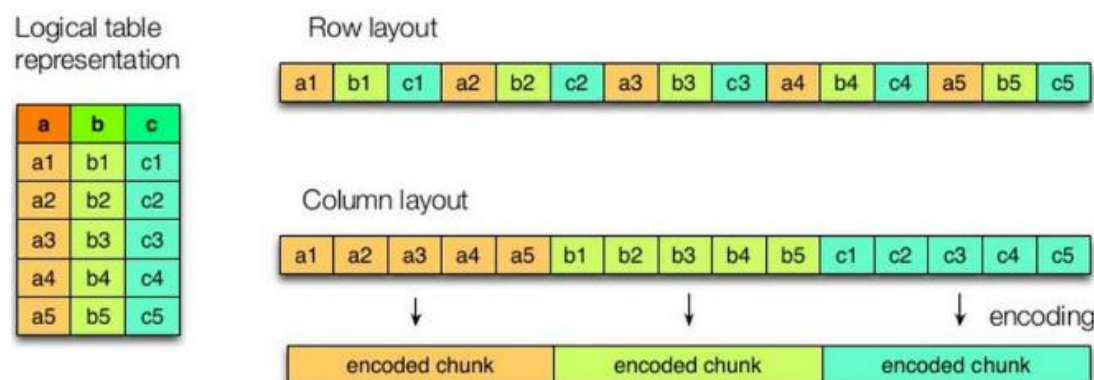 Logical table
representation
a b c
a1 b1 c1
a2 b2 c2
a3 b3 c3
a4 b4 c4
a5 b5 c5
Row layout
a1 b1 c1 a2 b2 c2 a3 b3 c3 a4 b4 c4 a5 b5 c5
Column layout
a1 a2 a3 a4 a5 b1 b2 b3 b4 b5 c1 c2 c3 c4 c5
encoding
encoded chunk encoded chunk encoded chunk